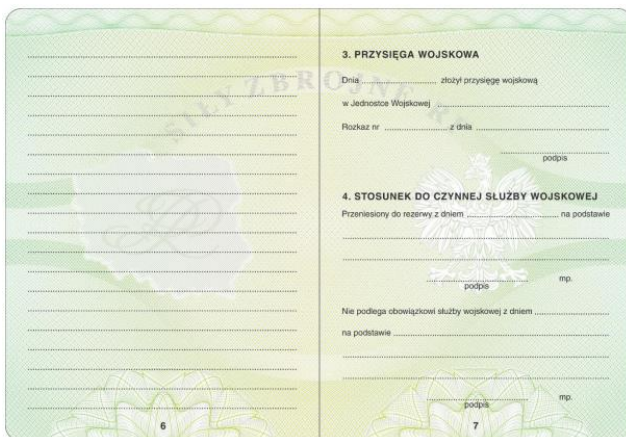 SIŁY ZBROJNE RP
6
3. PRZYSIĘGA WOJSKOWA
Dnia ........................ złożył przysięgę wojskową
w Jednostce Wojskowej ........................
Rozkaz nr ........................ z dnia ........................
podpis
4. STOSUNEK DO CZYNNEJ SŁUŻBY WOJSKOWEJ
Przeniesiony do rezerwy z dniem ........................ na podstawie
podpis mp.
Nie podlega obowiązkowi służby wojskowej z dniem ........................
na podstawie ........................
podpis mp.
7